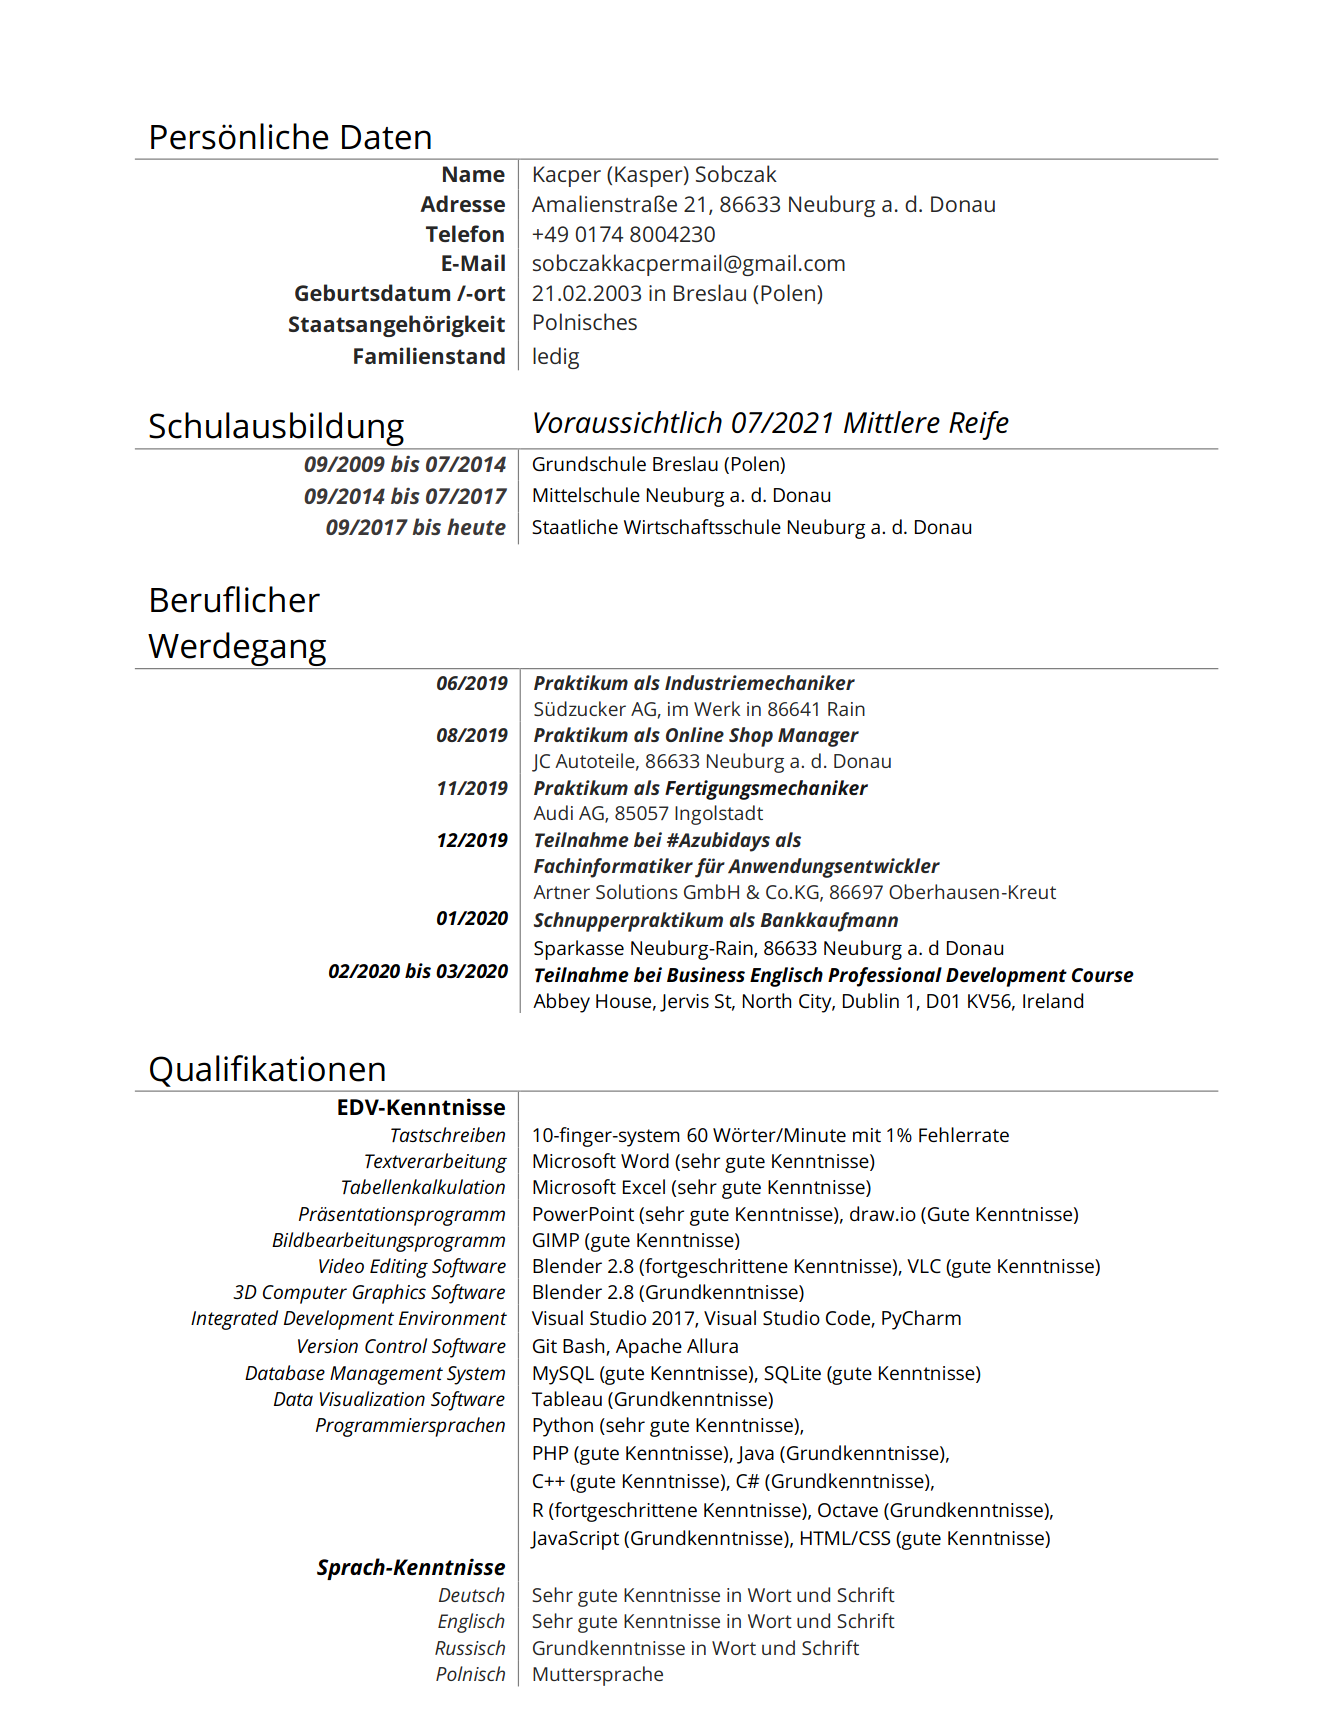 Persönliche Daten
Name Kacper (Kasper) Sobczak
Adresse Amalienstraße 21, 86633 Neuburg a. d. Donau
Telefon +49 0174 8004230
E-Mail sobczakkacpermail@gmail.com
Geburtsdatum /-ort 21.02.2003 in Breslau (Polen)
Staatsangehörigkeit Polnisches
Familienstand ledig
Schulausbildung Voraussichtlich 07/2021 Mittlere Reife
09/2009 bis 07/2014 Grundschule Breslau (Polen)
09/2014 bis 07/2017 Mittelschule Neuburg a. d. Donau
09/2017 bis heute Staatliche Wirtschaftsschule Neuburg a. d. Donau
Beruflicher
Werdegang
06/2019 Praktikum als Industriemechaniker
Südzucker AG, im Werk in 86641 Rain
08/2019 Praktikum als Online Shop Manager
JC Autoteile, 86633 Neuburg a. d. Donau
11/2019 Praktikum als Fertigungsmechaniker
Audi AG, 85057 Ingolstadt
12/2019 Teilnahme bei #Azubidays als
Fachinformatiker für Anwendungsentwickler
Artner Solutions GmbH & Co.KG, 86697 Oberhausen-Kreut
01/2020 Schnupperpraktikum als Bankkaufmann
Sparkasse Neuburg-Rain, 86633 Neuburg a. d Donau
02/2020 bis 03/2020 Teilnahme bei Business Englisch Professional Development Course
Abbey House, Jervis St, North City, Dublin 1, D01 KV56, Ireland
Qualifikationen
EDV-Kenntnisse
Tastschreiben 10-finger-system 60 Wörter/Minute mit 1% Fehlerrate
Textverarbeitung Microsoft Word (sehr gute Kenntnisse)
Tabellenkalkulation Microsoft Excel (sehr gute Kenntnisse)
Präsentationsprogramm PowerPoint (sehr gute Kenntnisse), draw.io (Gute Kenntnisse)
Bildbearbeitungsprogramm GIMP (gute Kenntnisse)
Video Editing Software Blender 2.8 (fortgeschrittene Kenntnisse), VLC (gute Kenntnisse)
3D Computer Graphics Software Blender 2.8 (Grundkenntnisse)
Integrated Development Environment Visual Studio 2017, Visual Studio Code, PyCharm
Version Control Software Git Bash, Apache Allura
Database Management System MySQL (gute Kenntnisse), SQLite (gute Kenntnisse)
Data Visualization Software Tableau (Grundkenntnisse)
Programmiersprachen Python (sehr gute Kenntnisse),
PHP (gute Kenntnisse), Java (Grundkenntnisse),
C++ (gute Kenntnisse), C# (Grundkenntnisse),
R (fortgeschrittene Kenntnisse), Octave (Grundkenntnisse),
JavaScript (Grundkenntnisse), HTML/CSS (gute Kenntnisse)
Sprach-Kenntnisse
Deutsch Sehr gute Kenntnisse in Wort und Schrift
Englisch Sehr gute Kenntnisse in Wort und Schrift
Russisch Grundkenntnisse in Wort und Schrift
Polnisch Muttersprache